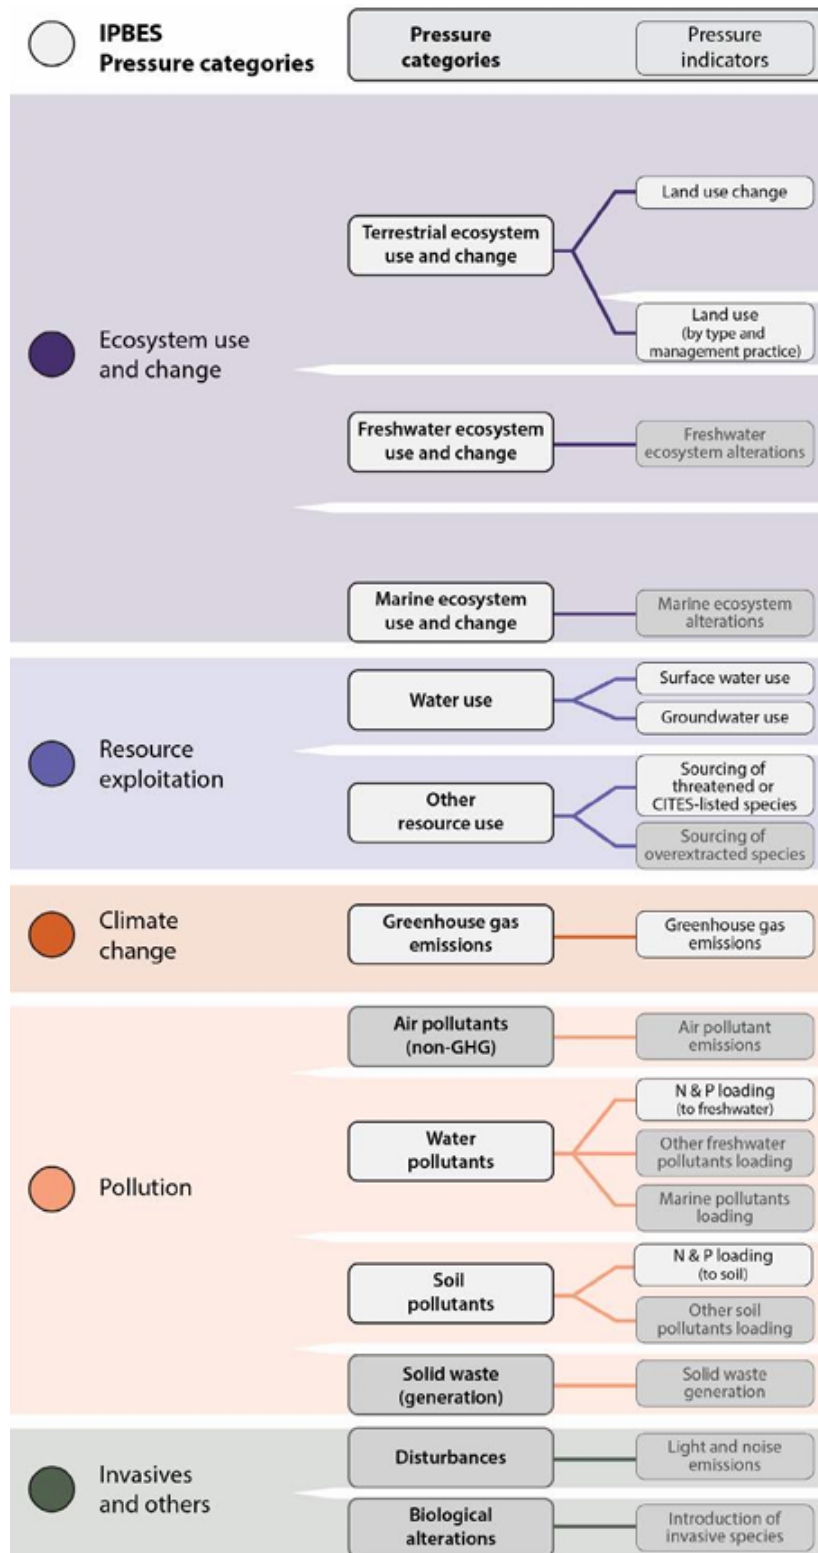 IPBES
Pressure categories
Pressure
categories
Pressure
indicators
Ecosystem use
and change
Terrestrial ecosystem
use and change
Land use change
Land use
(by type and
management practice)
Freshwater ecosystem
use and change
Freshwater
ecosystem alterations
Marine ecosystem
use and change
Marine ecosystem
alterations
Resource
exploitation
Water use
Surface water use
Groundwater use
Other
resource use
Sourcing of
threatened or
CITES-listed species
Sourcing of
overextracted species
Climate
change
Greenhouse gas
emissions
Greenhouse gas
emissions
Pollution
Air pollutants
(non-GHG)
Air pollutant
emissions
Water
pollutants
N & P loading
(to freshwater)
Other freshwater
pollutants loading
Marine pollutants
loading
Soil
pollutants
N & P loading
(to soil)
Other soil
pollutants loading
Solid waste
(generation)
Solid waste
generation
Invasives
and others
Disturbances
Light and noise
emissions
Biological
alterations
Introduction of
invasive species